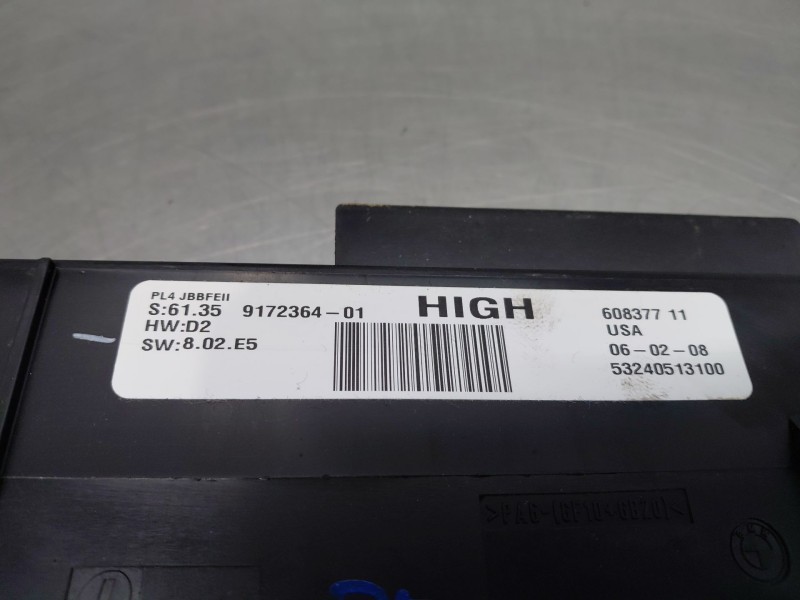 PL4 JBBFEII
S:61.35 9172364-01 HIGH
HW:D2
SW:8.02.E5
608377 11
USA
06-02-08
53240513100